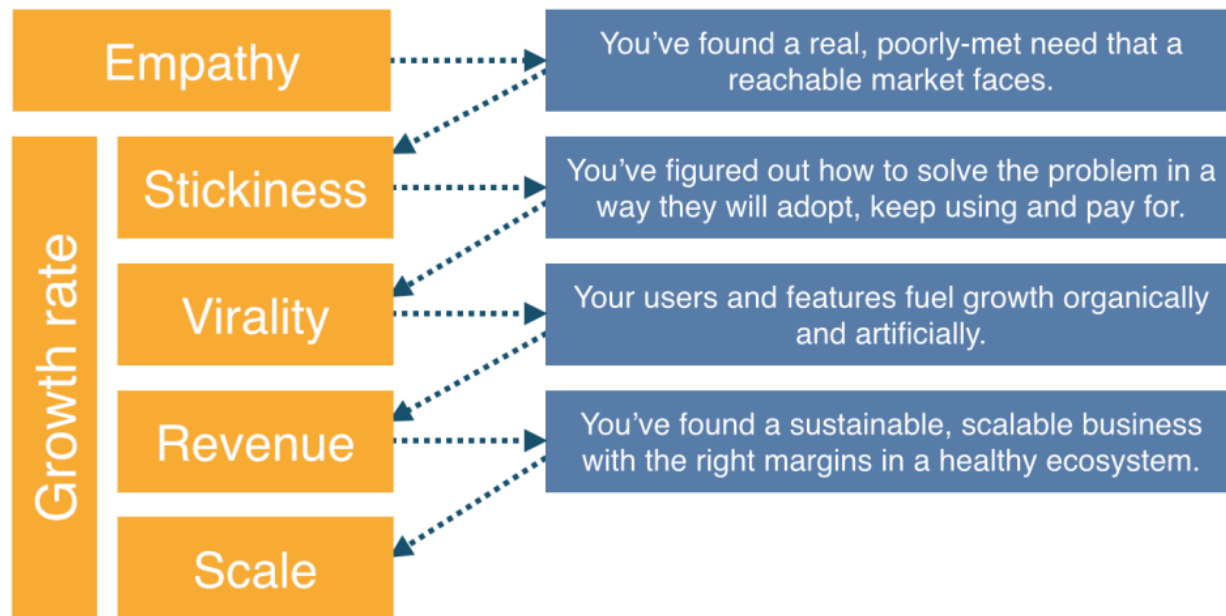 Empathy
You’ve found a real, poorly-met need that a
reachable market faces.
Growth rate
Stickiness
You’ve figured out how to solve the problem in a
way they will adopt, keep using and pay for.
Virality
Your users and features fuel growth organically
and artificially.
Revenue
You’ve found a sustainable, scalable business
with the right margins in a healthy ecosystem.
Scale